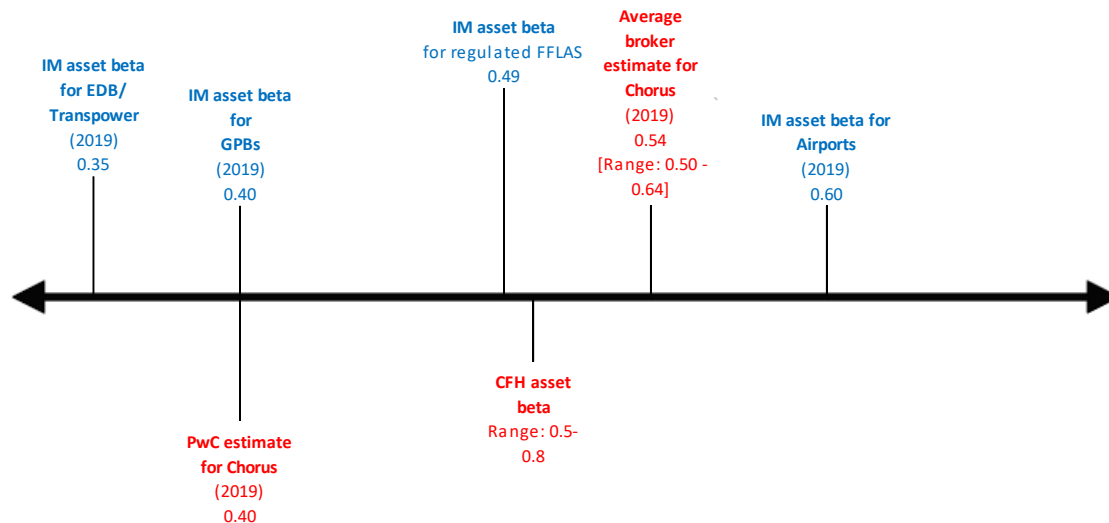 IM asset beta
for EDB/
Transpower
(2019)
0.35
IM asset beta
for
GPBs
(2019)
0.40
IM asset beta
for regulated FFLAS
0.49
Average
broker
estimate for
Chorus
(2019)
0.54
[Range: 0.50 -
0.64]
IM asset beta for
Airports
(2019)
0.60
PwC estimate
for Chorus
(2019)
0.40
CFH asset
beta
Range: 0.5-
0.8